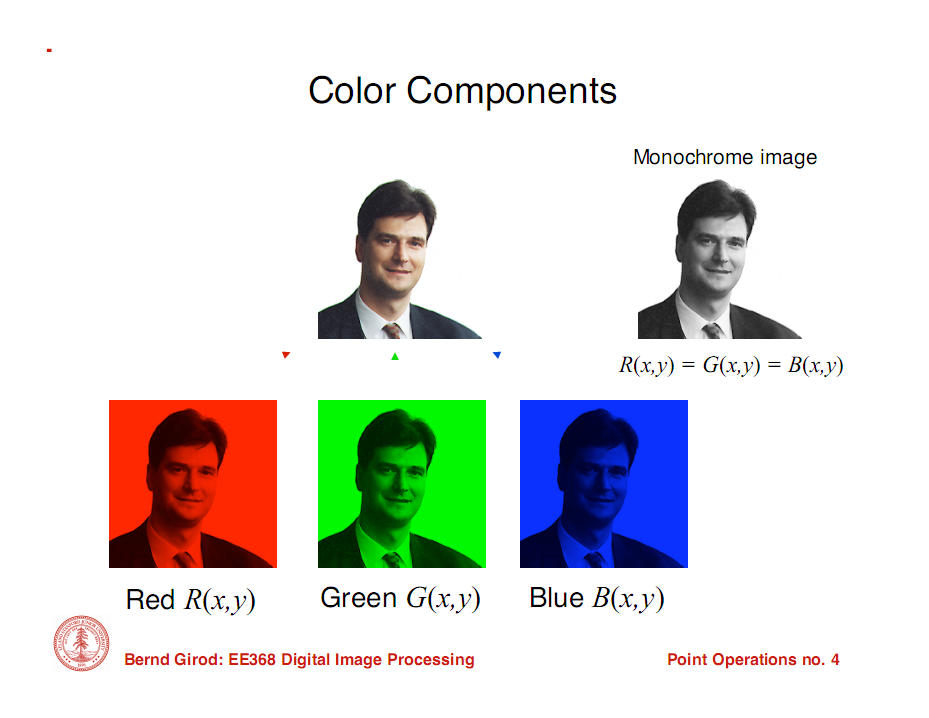 Color Components
Monochrome image
R(x,y) = G(x,y) = B(x,y)
Red R(x,y)
Green G(x,y)
Blue B(x,y)
Bernd Girod: EE368 Digital Image Processing
Point Operations no. 4